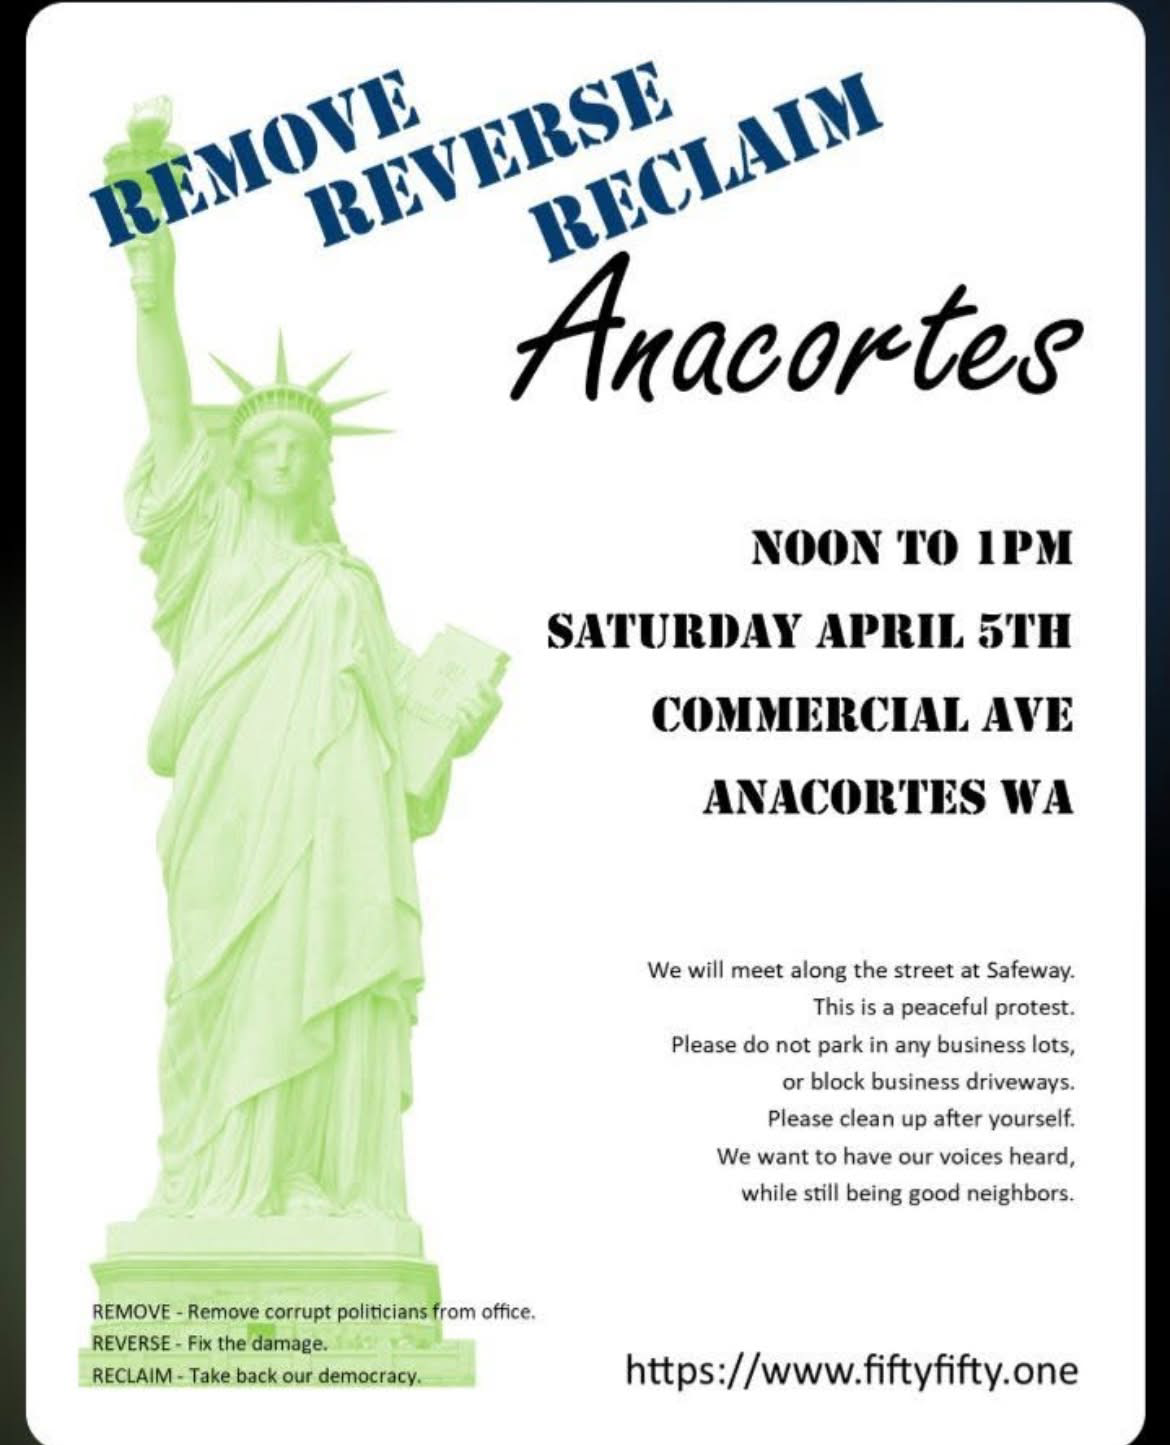 REMOVE
REVERSE
RECLAIM
Anacortes
NOON TO 1PM
SATURDAY APRIL 5TH
COMMERCIAL AVE
ANACORTES WA
We will meet along the street at Safeway.
This is a peaceful protest.
Please do not park in any business lots,
or block business driveways.
Please clean up after yourself.
We want to have our voices heard,
while still being good neighbors.
REMOVE - Remove corrupt politicians from office.
REVERSE - Fix the damage.
RECLAIM - Take back our democracy.
https://www.fiftyfifty.one